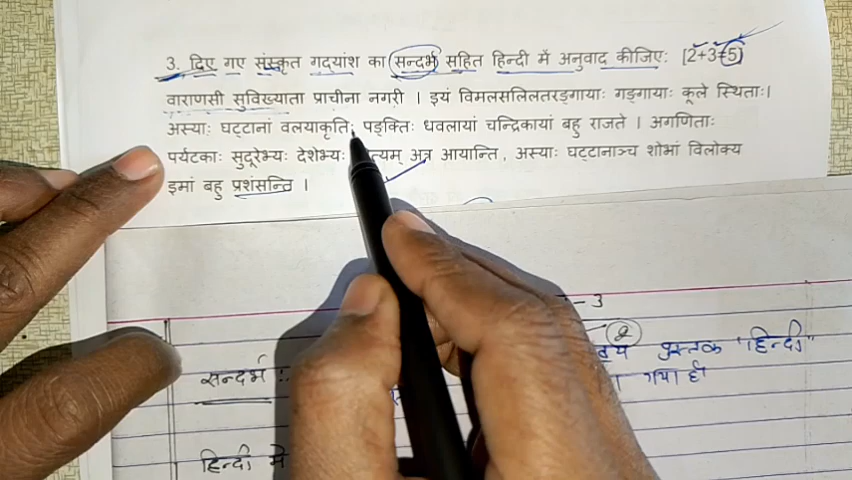 3. दिए गए संस्कृत गद्यांश का सन्दर्भ सहित हिन्दी में अनुवाद कीजिए: [2+3=5]
वाराणसी सुविख्याता प्राचीना नगरी । इयं विमलसलिलतरङ्गायाः गङ्गायाः कूले स्थिताः।
अस्याः घट्टानां वलयाकृतिः पङ्क्तिः धवलायां चन्द्रिकायां बहु राजते । अगणिताः
पर्यटकाः सुदूरेभ्यः देशेभ्यः अत्र आयान्ति , अस्याः घट्टानाञ्च शोभां विलोक्य
इमां बहु प्रशंसन्ति ।
- 3
2
सन्दर्भ : पुस्तक "हिन्दी"
गया है।
हिन्दी में